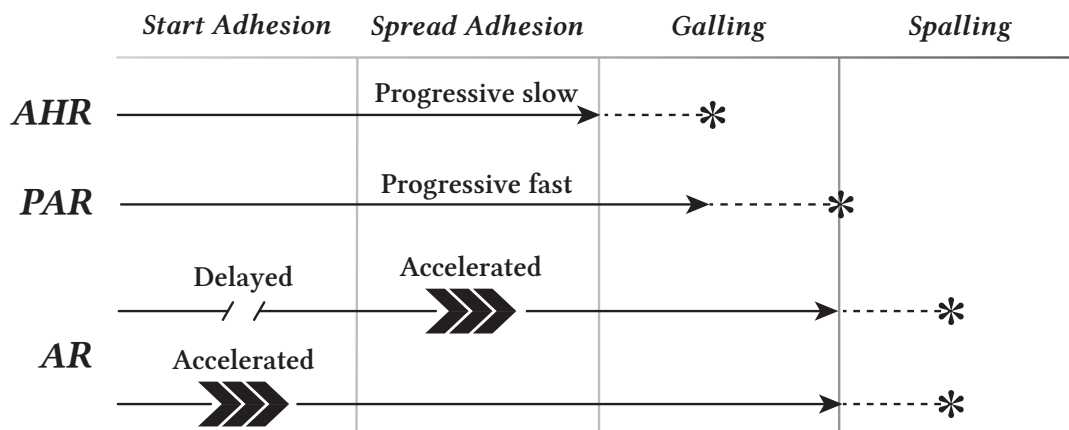 Start Adhesion Spread Adhesion Galling Spalling
Progressive slow
AHR
Progressive fast
PAR
Accelerated
Delayed
AR
Accelerated